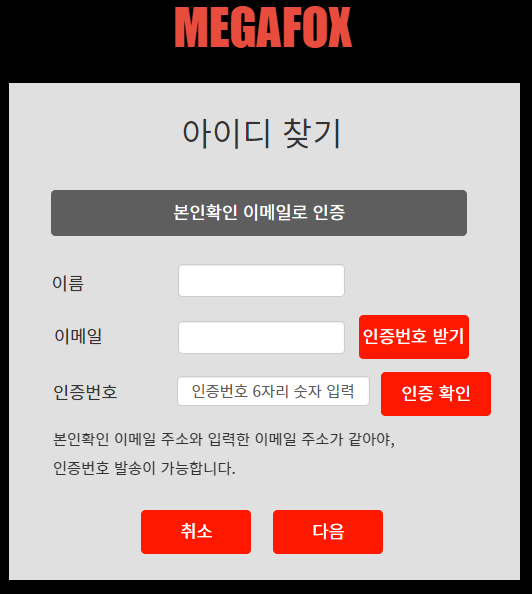 MEGAFOX
아이디 찾기
본인확인 이메일로 인증
이름
이메일 인증번호 받기
인증번호 인증번호 6자리 숫자 입력 인증 확인
본인확인 이메일 주소와 입력한 이메일 주소가 같아야,
인증번호 발송이 가능합니다.
취소 다음